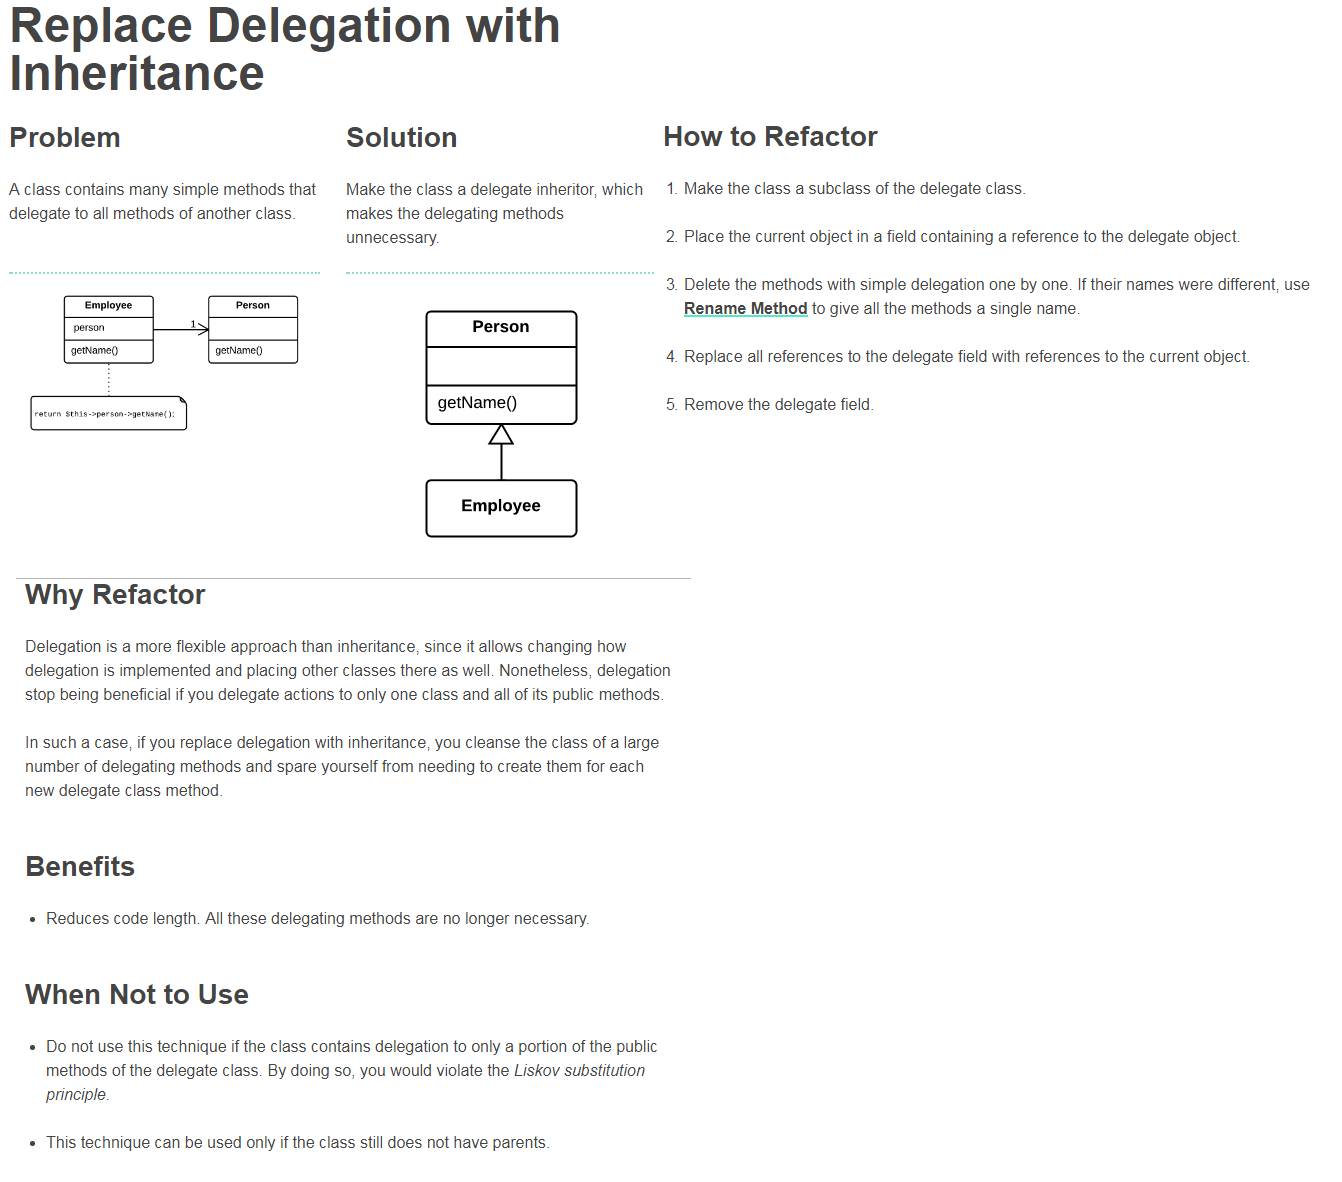 Replace Delegation with
Inheritance
Problem
A class contains many simple methods that
delegate to all methods of another class.
Employee
person
getName()
1
Person
getName()
return $this->person->getName();
Solution
Make the class a delegate inheritor, which
makes the delegating methods
unnecessary.
Person
getName()
Employee
How to Refactor
1. Make the class a subclass of the delegate class.
2. Place the current object in a field containing a reference to the delegate object.
3. Delete the methods with simple delegation one by one. If their names were different, use
Rename Method to give all the methods a single name.
4. Replace all references to the delegate field with references to the current object.
5. Remove the delegate field.
Why Refactor
Delegation is a more flexible approach than inheritance, since it allows changing how
delegation is implemented and placing other classes there as well. Nonetheless, delegation
stop being beneficial if you delegate actions to only one class and all of its public methods.
In such a case, if you replace delegation with inheritance, you cleanse the class of a large
number of delegating methods and spare yourself from needing to create them for each
new delegate class method.
Benefits
• Reduces code length. All these delegating methods are no longer necessary.
When Not to Use
• Do not use this technique if the class contains delegation to only a portion of the public
methods of the delegate class. By doing so, you would violate the Liskov substitution
principle.
• This technique can be used only if the class still does not have parents.